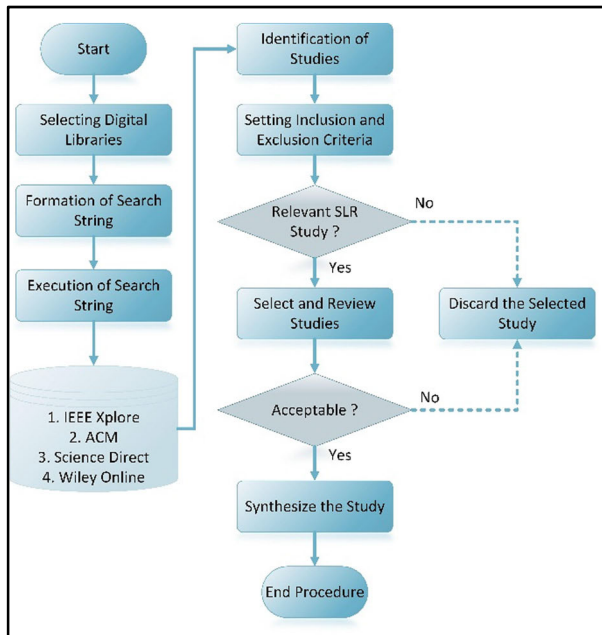 Start
Selecting Digital
Libraries
Formation of Search
String
Execution of Search
String
1. IEEE Xplore
2. ACM
3. Science Direct
4. Wiley Online
Identification of
Studies
Setting Inclusion and
Exclusion Criteria
Relevant SLR
Study ?
No
Yes
Select and Review
Studies
Discard the Selected
Study
Acceptable ?
No
Yes
Synthesize the Study
End Procedure